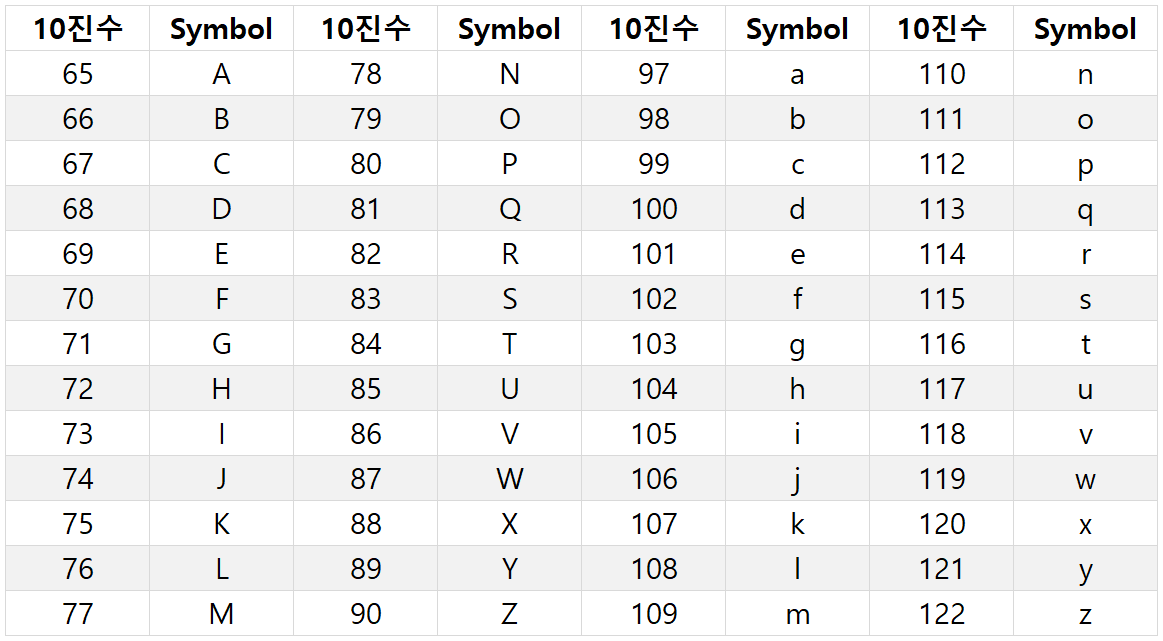 10진수 Symbol 10진수 Symbol 10진수 Symbol 10진수 Symbol
65 A 78 N 97 a 110 n
66 B 79 O 98 b 111 o
67 C 80 P 99 c 112 p
68 D 81 Q 100 d 113 q
69 E 82 R 101 e 114 r
70 F 83 S 102 f 115 s
71 G 84 T 103 g 116 t
72 H 85 U 104 h 117 u
73 I 86 V 105 i 118 v
74 J 87 W 106 j 119 w
75 K 88 X 107 k 120 x
76 L 89 Y 108 l 121 y
77 M 90 Z 109 m 122 z